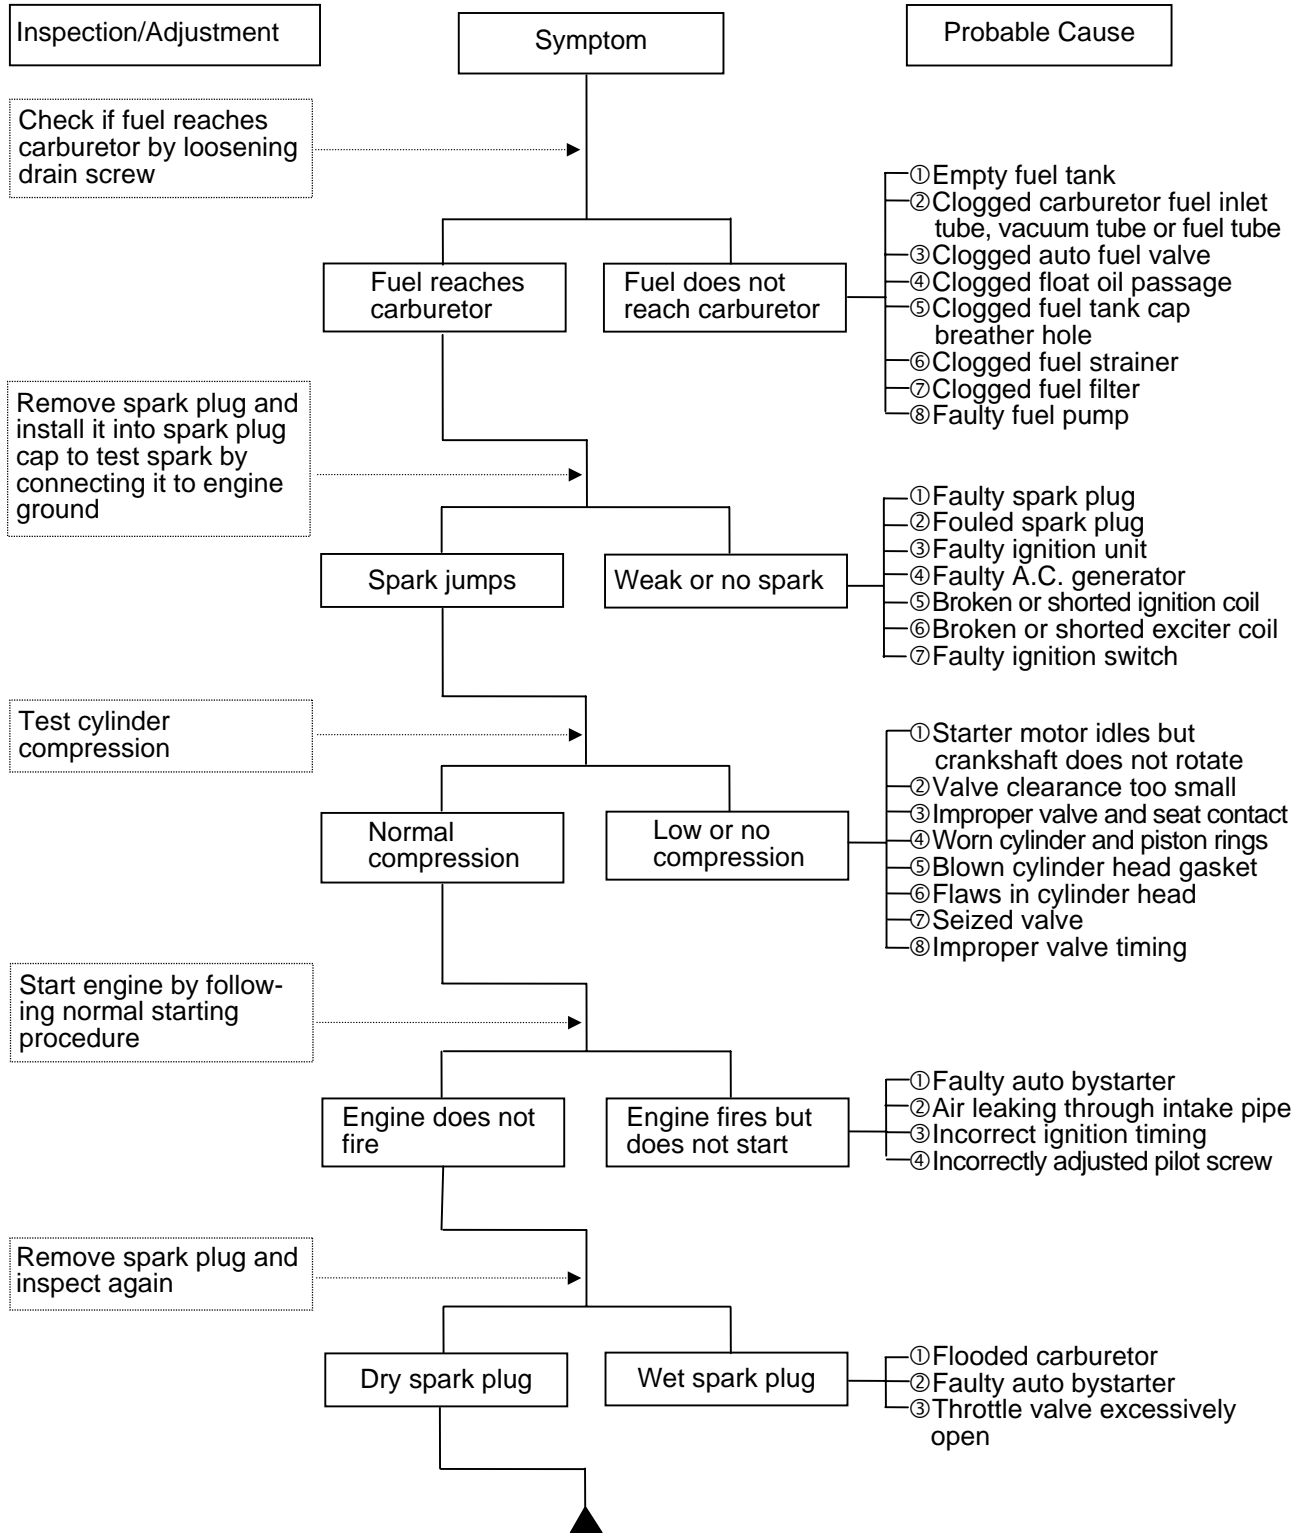 Inspection/Adjustment
Symptom
Probable Cause
Check if fuel reaches
carburetor by loosening
drain screw
Fuel reaches
carburetor
Fuel does not
reach carburetor
①Empty fuel tank
②Clogged carburetor fuel inlet
tube, vacuum tube or fuel tube
③Clogged auto fuel valve
④Clogged float oil passage
⑤Clogged fuel tank cap
breather hole
⑥Clogged fuel strainer
⑦Clogged fuel filter
⑧Faulty fuel pump
Remove spark plug and
install it into spark plug
cap to test spark by
connecting it to engine
ground
Spark jumps
Weak or no spark
①Faulty spark plug
②Fouled spark plug
③Faulty ignition unit
④Faulty A.C. generator
⑤Broken or shorted ignition coil
⑥Broken or shorted exciter coil
⑦Faulty ignition switch
Test cylinder
compression
Normal
compression
Low or no
compression
①Starter motor idles but
crankshaft does not rotate
②Valve clearance too small
③Improper valve and seat contact
④Worn cylinder and piston rings
⑤Blown cylinder head gasket
⑥Flaws in cylinder head
⑦Seized valve
⑧Improper valve timing
Start engine by follow-
ing normal starting
procedure
Engine does not
fire
Engine fires but
does not start
①Faulty auto bystarter
②Air leaking through intake pipe
③Incorrect ignition timing
④Incorrectly adjusted pilot screw
Remove spark plug and
inspect again
Dry spark plug
Wet spark plug
①Flooded carburetor
②Faulty auto bystarter
③Throttle valve excessively
open